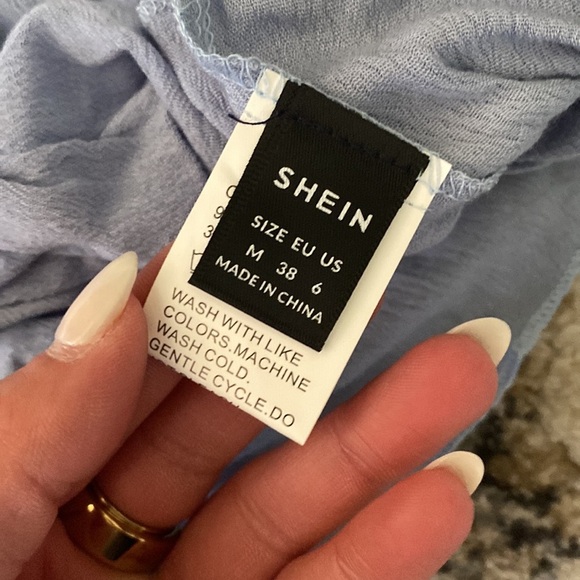 SHEIN
SIZE EU US
M 38 6
MADE IN CHINA
WASH WITH LIKE
COLORS.MACHINE
WASH COLD.
GENTLE CYCLE.DO